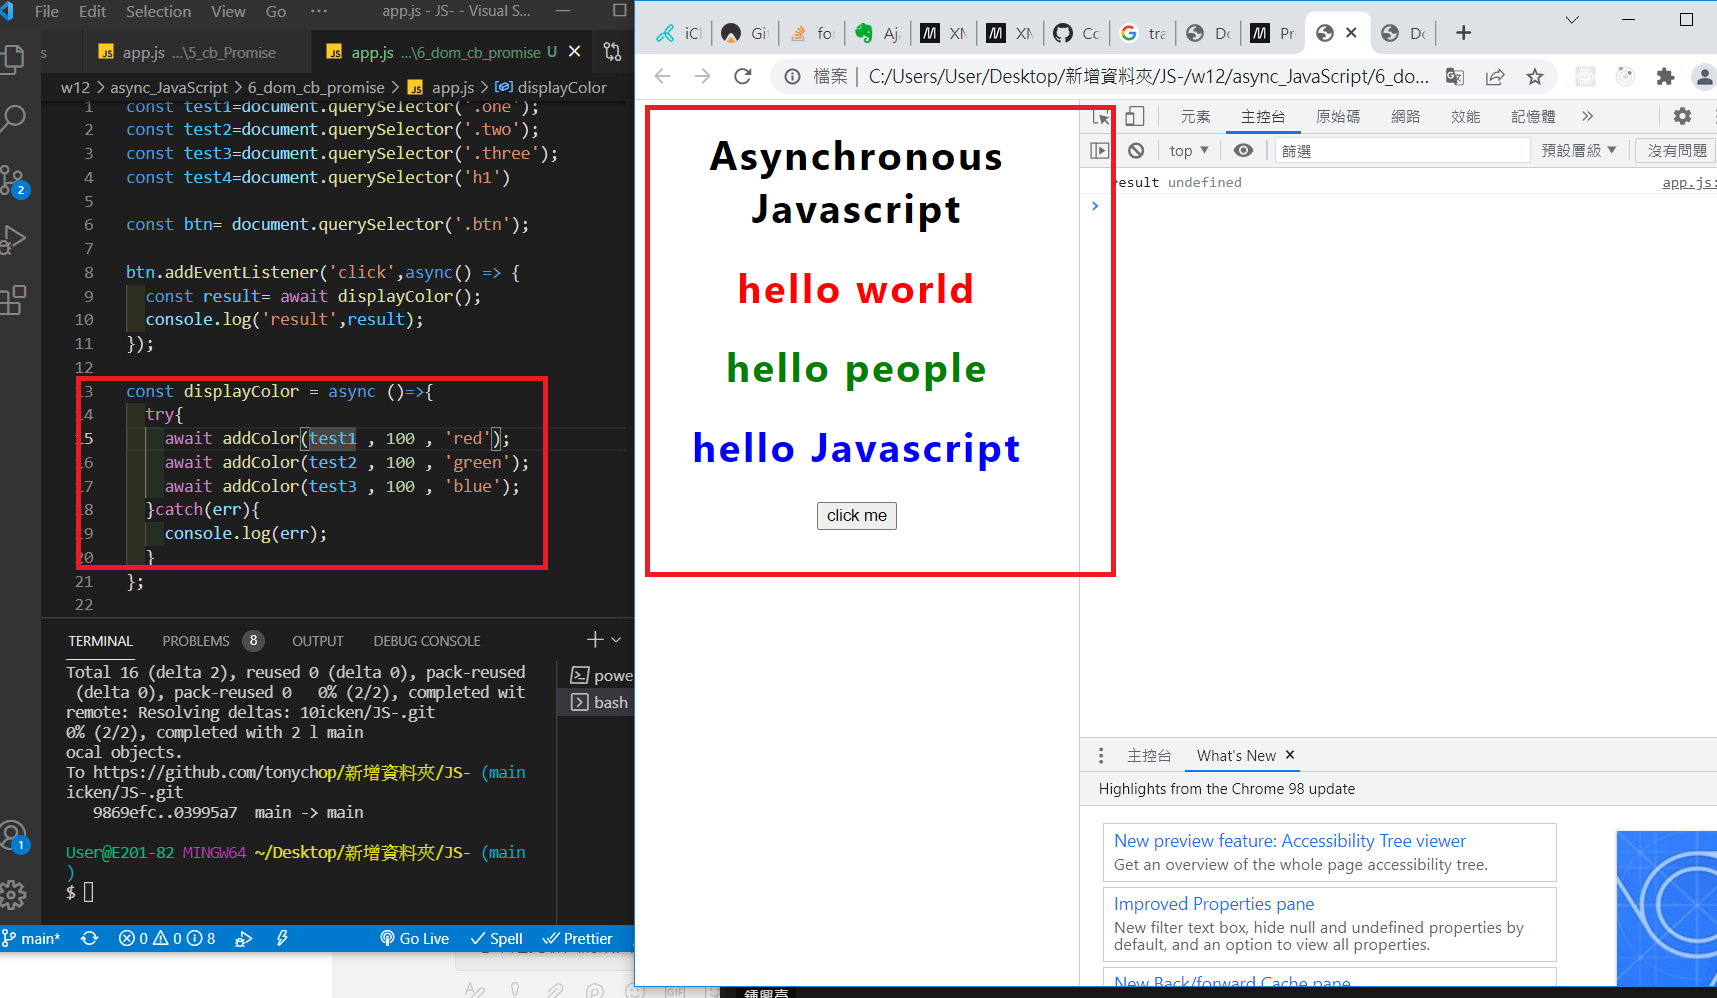 File Edit Selection View Go ··· app.js - JS- - Visual S...
s app.js ...\5_cb_Promise app.js ...\6_dom_cb_promise U
w12 > async_JavaScript > 6_dom_cb_promise > app.js > displayColor
1 const test1=document.querySelector('.one');
2 const test2=document.querySelector('.two');
3 const test3=document.querySelector('.three');
4 const test4=document.querySelector('h1')
5
6 const btn= document.querySelector('.btn');
7
8 btn.addEventListener('click',async() => {
9 const result= await displayColor();
10 console.log('result',result);
11 });
12
13 const displayColor = async ()=>{
14 try{
15 await addColor(test1 , 100 , 'red');
16 await addColor(test2 , 100 , 'green');
17 await addColor(test3 , 100 , 'blue');
18 }catch(err){
19 console.log(err);
20 }
21 };
22
TERMINAL PROBLEMS 8 OUTPUT DEBUG CONSOLE
Total 16 (delta 2), reused 0 (delta 0), pack-reused
(delta 0), pack-reused 0 0% (2/2), completed wit
remote: Resolving deltas: 10icken/JS-.git
0% (2/2), completed with 2 l main
ocal objects.
To https://github.com/tonychop/新增資料夾/JS- (main
icken/JS-.git
9869efc..03995a7 main -> main
User@E201-82 MINGW64 ~/Desktop/新增資料夾/JS- (main
)
$
powe
bash
2
1
main* 0 0 8 Go Live Spell Prettier
iCl Gi for Aja XM XM Co tra Do Pr Do
檔案 | C:/Users/User/Desktop/新增資料夾/JS-/w12/async_JavaScript/6_do...
Asynchronous
Javascript
hello world
hello people
hello Javascript
click me
元素 主控台 原始碼 網路 效能 記憶體 »
top 篩選 預設層級 沒有問題
result undefined app.js:
主控台 What's New
Highlights from the Chrome 98 update
New preview feature: Accessibility Tree viewer
Get an overview of the whole page accessibility tree.
Improved Properties pane
New filter text box, hide null and undefined properties by
default, and an option to view all properties.
New Back/forward Cache pane